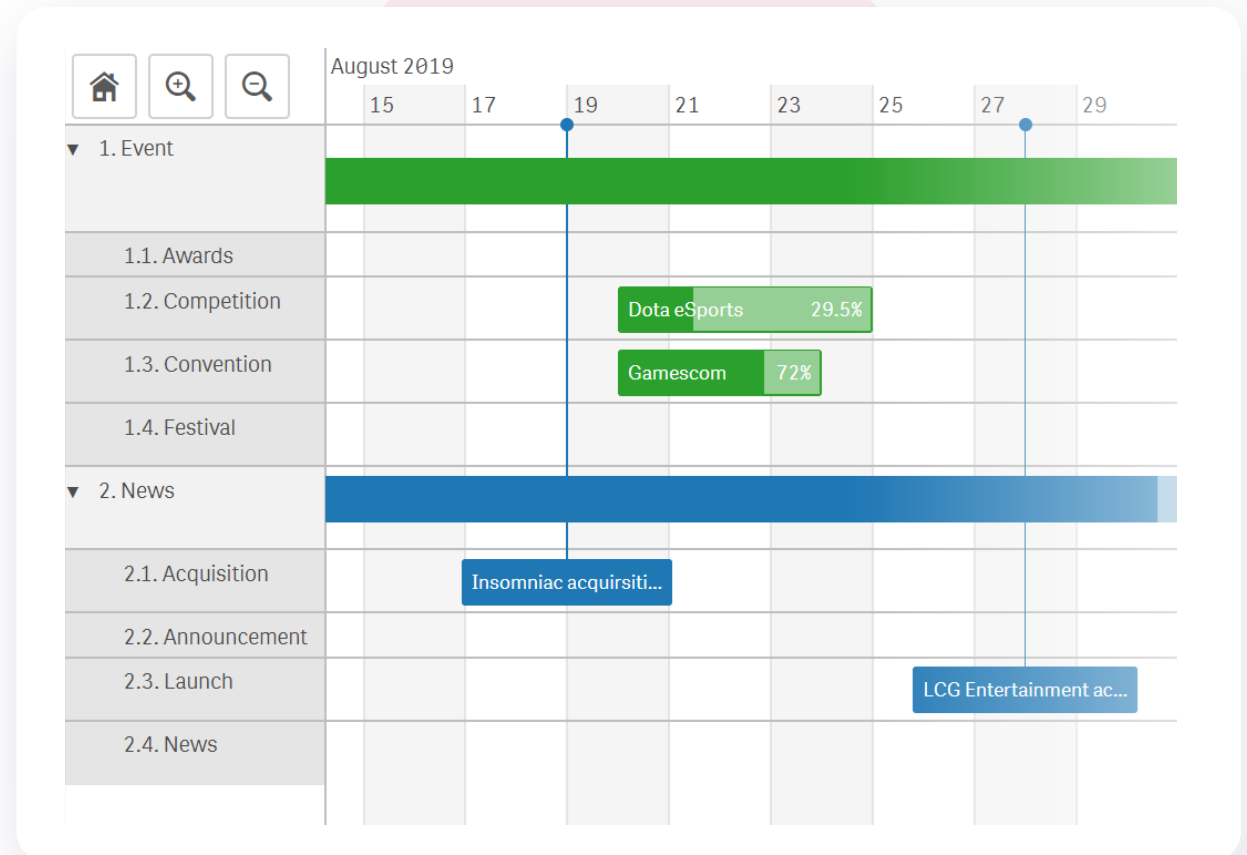 August 2019
15 17 19 21 23 25 27 29
▼ 1. Event
1.1. Awards
1.2. Competition
Dota eSports 29.5%
1.3. Convention
Gamescom 72%
1.4. Festival
▼ 2. News
2.1. Acquisition
Insomniac acquirsiti...
2.2. Announcement
2.3. Launch
LCG Entertainment ac...
2.4. News